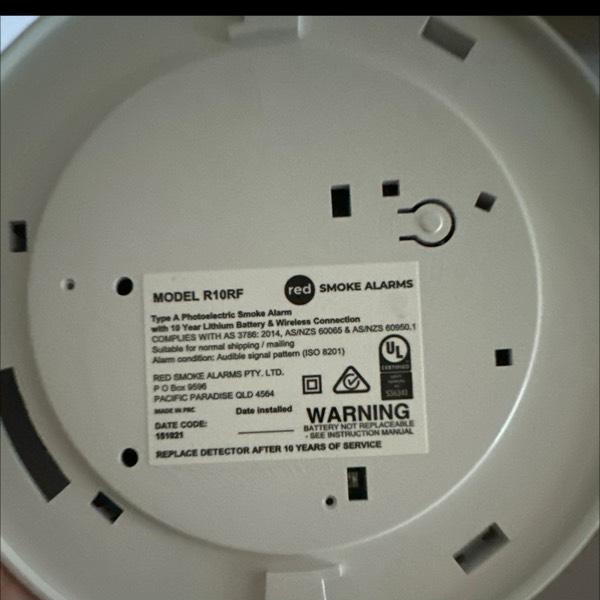 MODEL R10RF
red SMOKE ALARMS
Type A Photoelectric Smoke Alarm
with 10 Year Lithium Battery & Wireless Connection
COMPLIES WITH AS 3786: 2014, AS/NZS 60065 & AS/NZS 60950.1
Suitable for normal shipping / mailing
Alarm condition: Audible signal pattern (ISO 8201)
UL
CERTIFIED
RED SMOKE ALARMS PTY. LTD.
P O Box 9596
PACIFIC PARADISE QLD 4564
MADE IN PRC
Date installed
DATE CODE:
151021
WARNING
BATTERY NOT REPLACEABLE
- SEE INSTRUCTION MANUAL
REPLACE DETECTOR AFTER 10 YEARS OF SERVICE